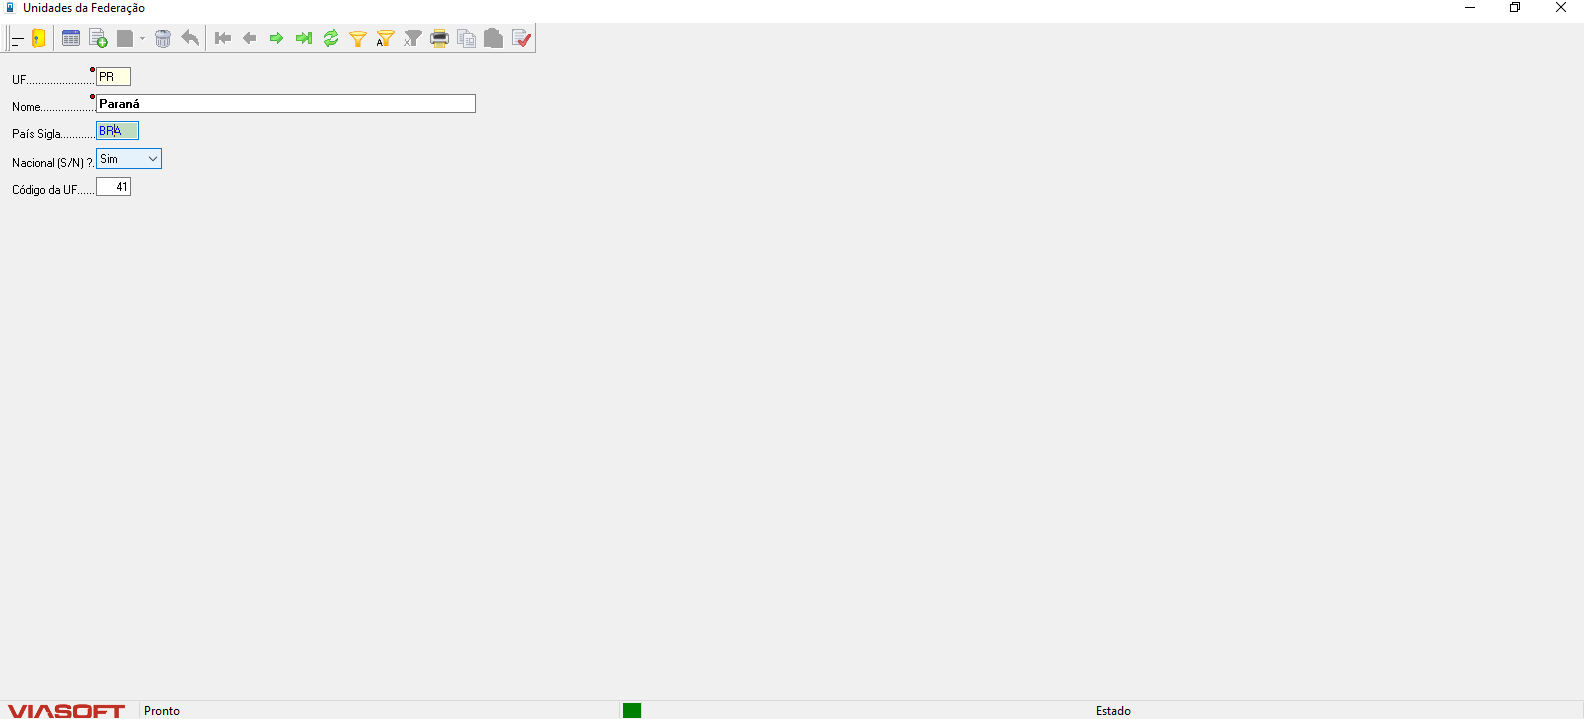 Unidades da Federação
A
UF....................... PR
Nome................... Paraná
País Sigla............ BRA
Nacional (S/N) ?. Sim
Código da UF...... 41
VIASOFT Pronto Estado